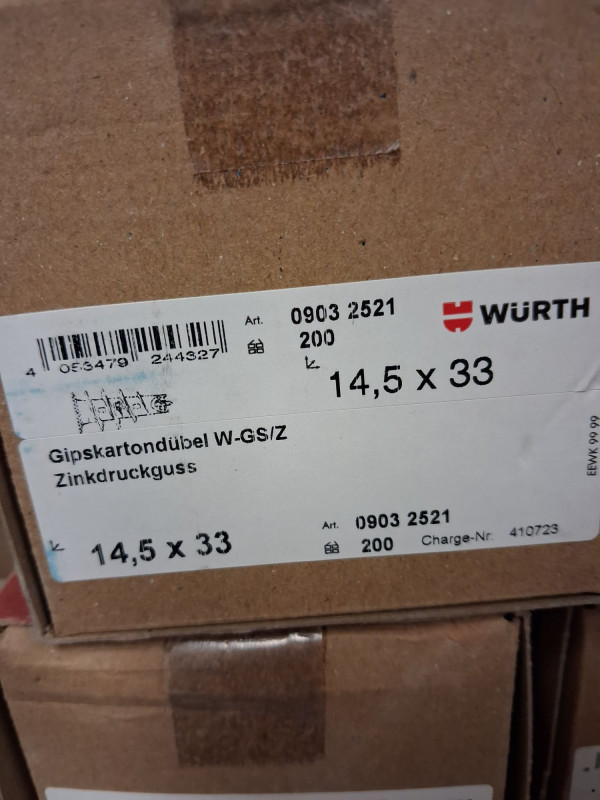 Art. 0903 2521
200
WÜRTH
4 053479 244327
14,5 x 33
Gipskartondübel W-GS/Z
Zinkdruckguss
14,5 x 33
Art. 0903 2521
200 Charge-Nr. 410723
EEWK 99 99